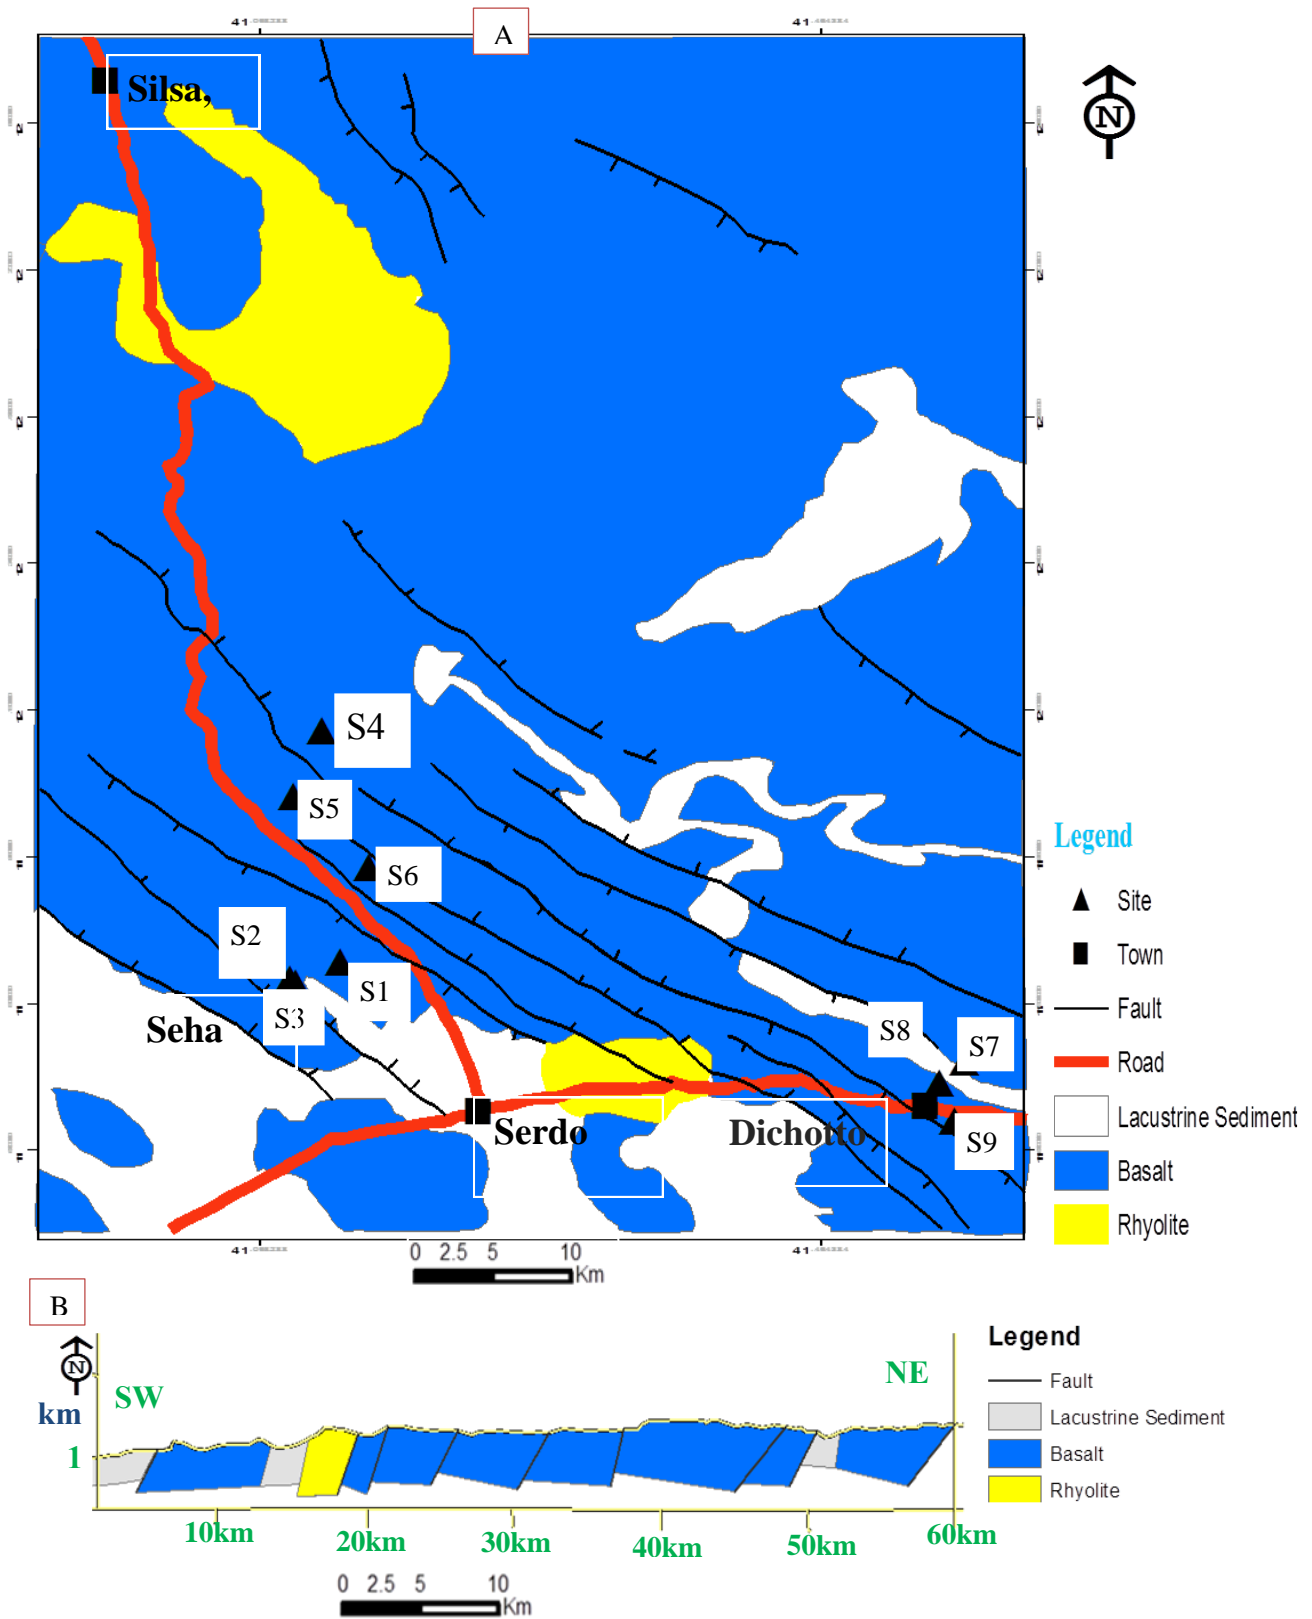 A
N
Silsa,
S4
S5
S6
S2
S1
S3
Seha
S8
S7
S9
Serdo
Dichotto
Legend
Site
Town
Fault
Road
Lacustrine Sediment
Basalt
Rhyolite
0 2.5 5 10
Km
B
N
km
1
SW
NE
10km
20km
30km
40km
50km
60km
0 2.5 5 10
Km
Legend
Fault
Lacustrine Sediment
Basalt
Rhyolite